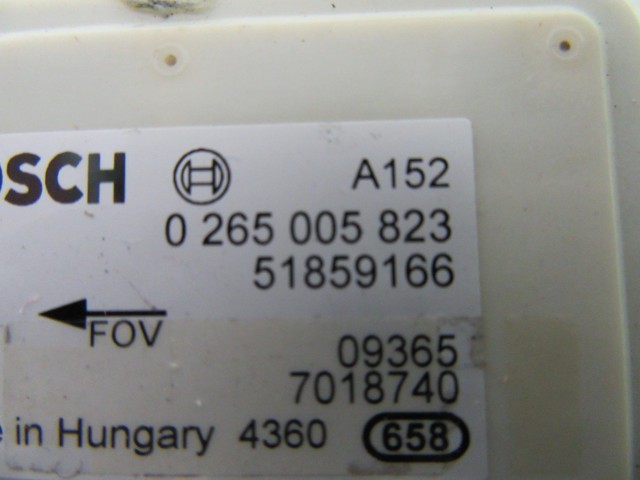 OSCH A152
0 265 005 823
51859166
FOV
09365
7018740
e in Hungary 4360 658